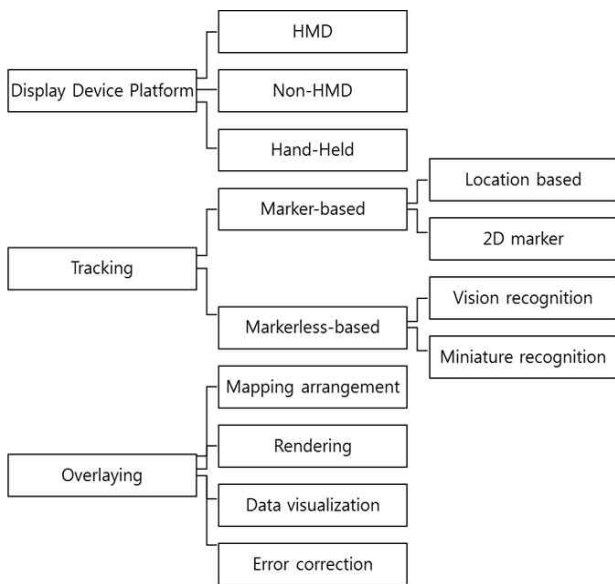 HMD
Display Device Platform
Non-HMD
Hand-Held
Location based
Marker-based
2D marker
Tracking
Vision recognition
Markerless-based
Miniature recognition
Mapping arrangement
Rendering
Overlaying
Data visualization
Error correction